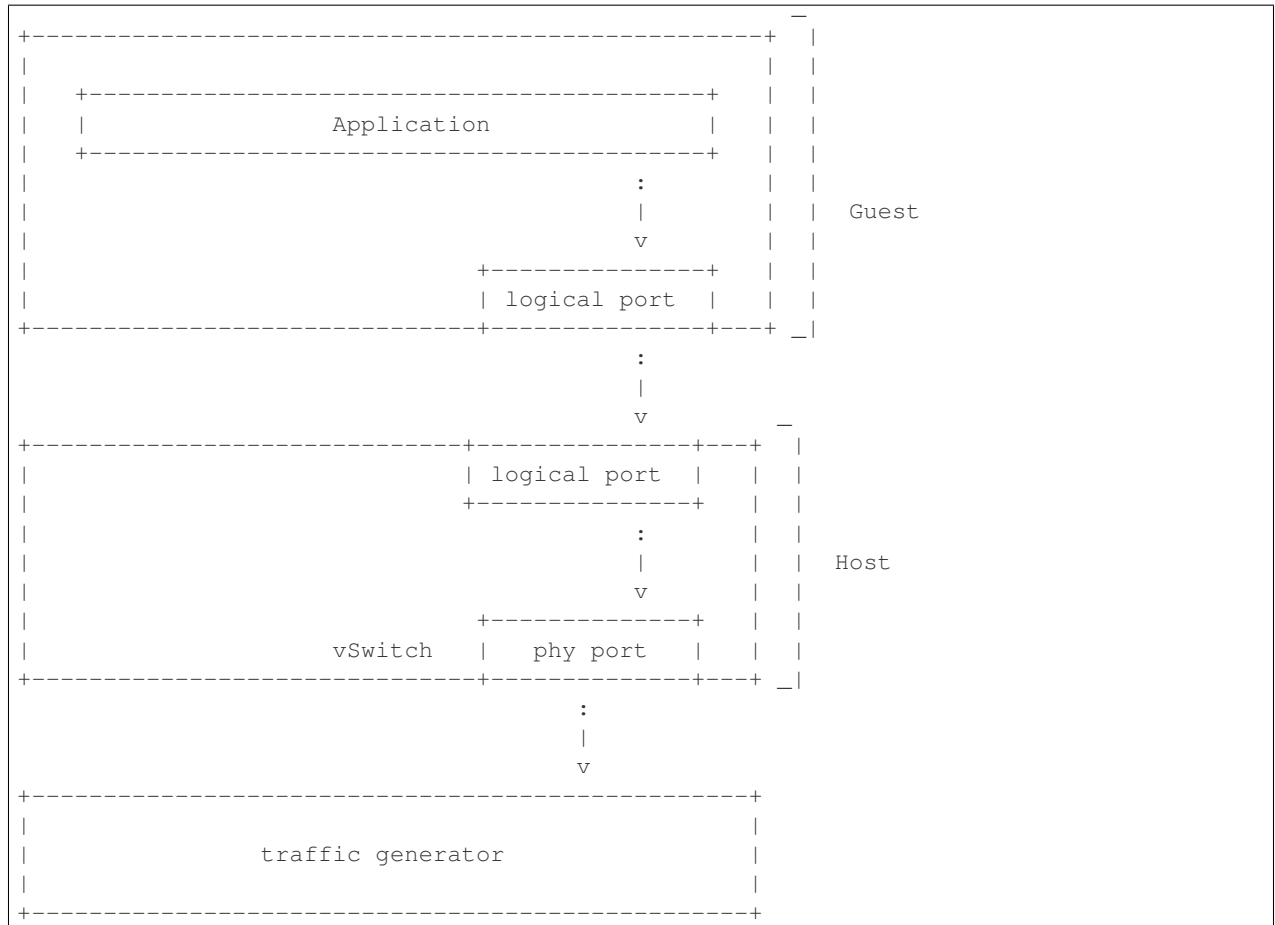 Application
Guest
logical port
logical port
Host
vSwitch phy port
traffic generator